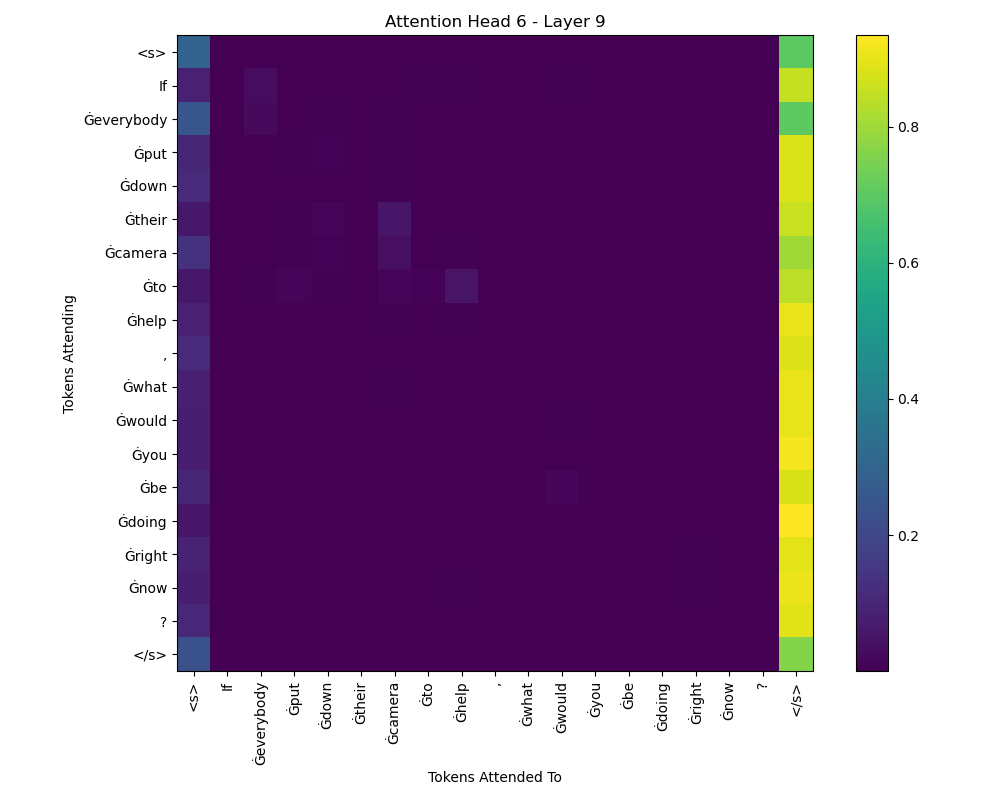 Attention Head 6 - Layer 9
<s>
If
Ġeverybody
Ġput
Ġdown
Ġtheir
Ġcamera
Ġto
Ġhelp
,
Ġwhat
Ġwould
Ġyou
Ġbe
Ġdoing
Ġright
Ġnow
?
</s>
Tokens Attending
<s>
If
Ġeverybody
Ġput
Ġdown
Ġtheir
Ġcamera
Ġto
Ġhelp
,
Ġwhat
Ġwould
Ġyou
Ġbe
Ġdoing
Ġright
Ġnow
?
</s>
Tokens Attended To
0.8
0.6
0.4
0.2